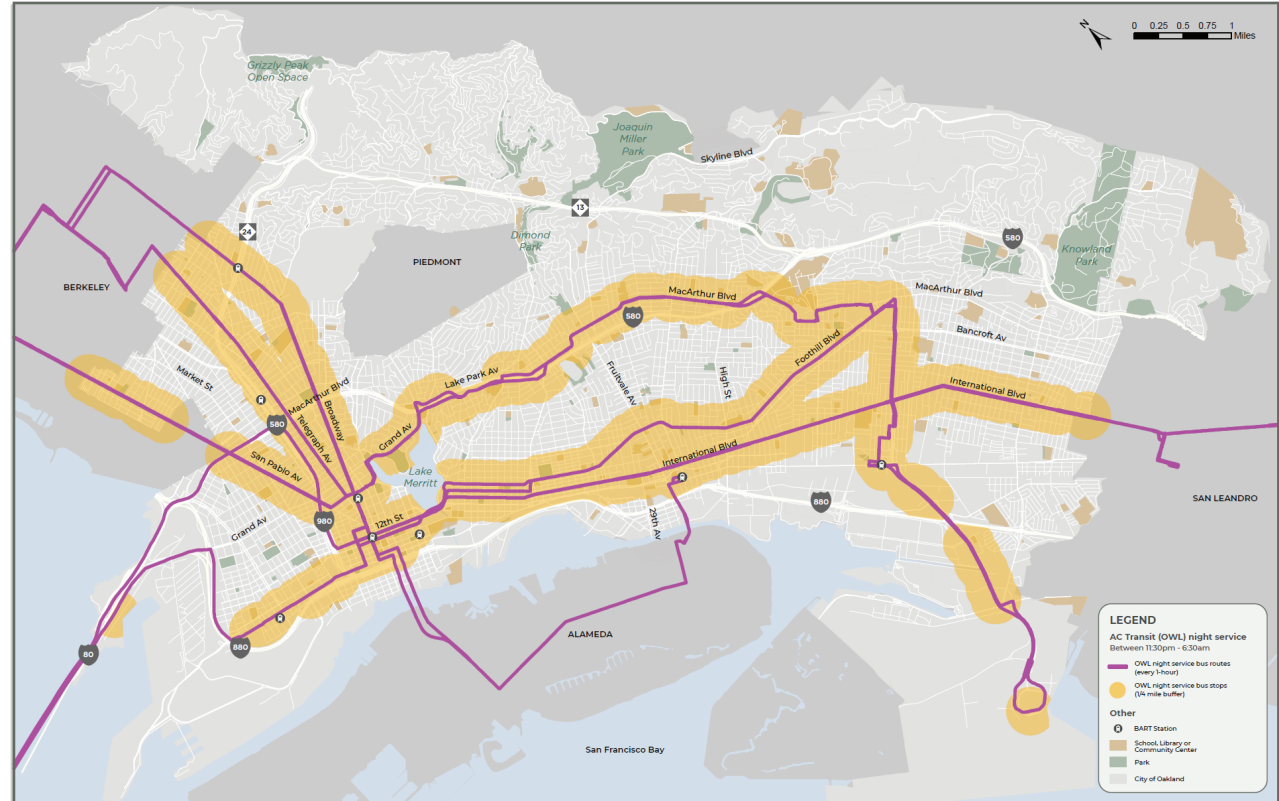 N
0 0.25 0.5 0.75 1
Miles
Grizzly Peak
Open Space
Joaquin
Miller
Park
Skyline Blvd
13
24
Dimond
Park
580
Knowland
Park
PIEDMONT
BERKELEY
MacArthur Blvd
MacArthur Blvd
580
Bancroft Av
Foothill Blvd
Lake Park Av
Fruitvale Av
High St
International Blvd
Market St
MacArthur Blvd
Broadway
580
Telegraph Av
Grand Av
San Pablo Av
Lake
Merritt
International Blvd
SAN LEANDRO
880
980
12th St
29th Av
Grand Av
ALAMEDA
880
80
San Francisco Bay
LEGEND
AC Transit (OWL) night service
Between 11:30pm - 6:30am
OWL night service bus routes
(every 1-hour)
OWL night service bus stops
(1/4 mile buffer)
Other
BART Station
School, Library or
Community Center
Park
City of Oakland